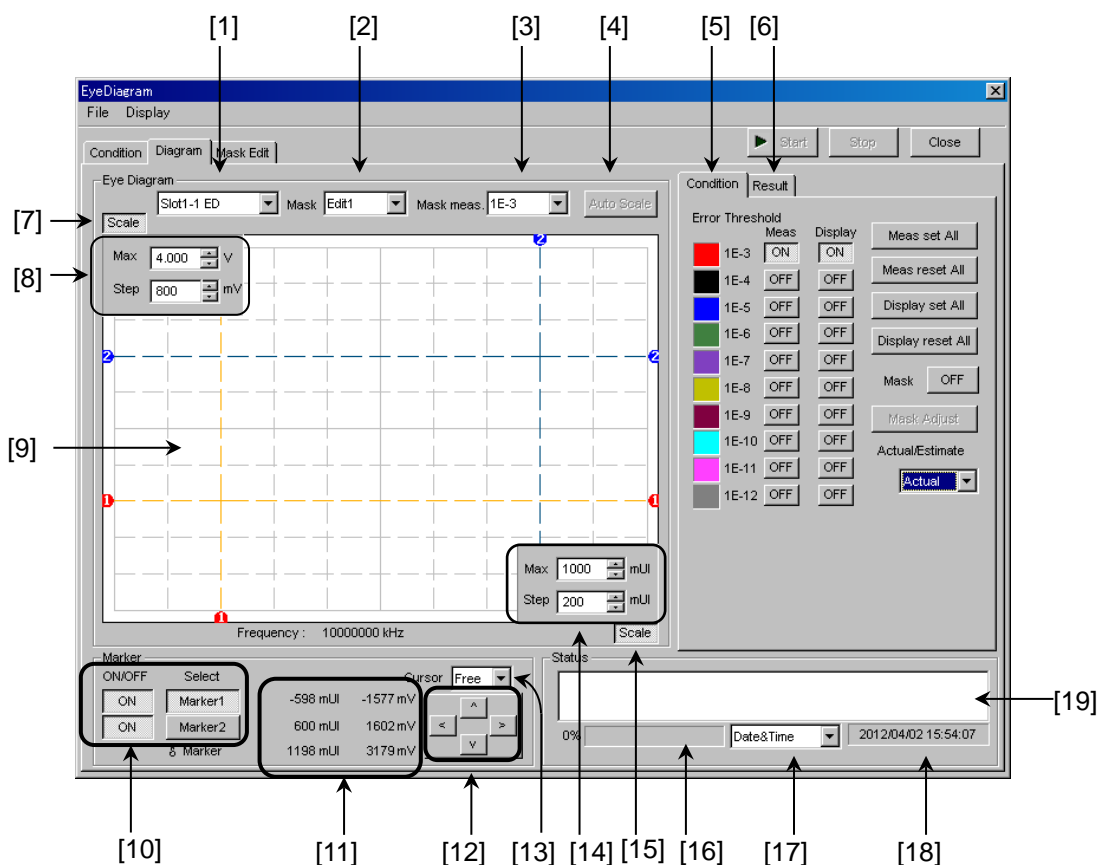 [1] [2] [3] [4] [5] [6]
EyeDiagram
File Display
Start Stop Close
Condition Diagram Mask Edit
Eye Diagram
Slot1-1 ED Mask Edit1 Mask meas. 1E-3 Auto Scale
[7] Scale
[8]
Max 4.000 V
Step 800 mV
2
2 2
[9]
1 1
1
Max 1000 mUI
Step 200 mUI
Frequency : 10000000 kHz Scale
Condition Result
Error Threshold
Meas Display
1E-3 ON ON
1E-4 OFF OFF
1E-5 OFF OFF
1E-6 OFF OFF
1E-7 OFF OFF
1E-8 OFF OFF
1E-9 OFF OFF
1E-10 OFF OFF
1E-11 OFF OFF
1E-12 OFF OFF
Meas set All
Meas reset All
Display set All
Display reset All
Mask OFF
Mask Adjust
Actual/Estimate
Actual
Marker
ON/OFF Select Cursor Free
ON Marker1 -598 mUI -1577 mV ^
ON Marker2 600 mUI 1602 mV < >
δ Marker 1198 mUI 3179 mV v
Status
[19]
0% Date&Time 2012/04/02 15:54:07
[10] [11] [12] [13] [14] [15] [16] [17] [18]